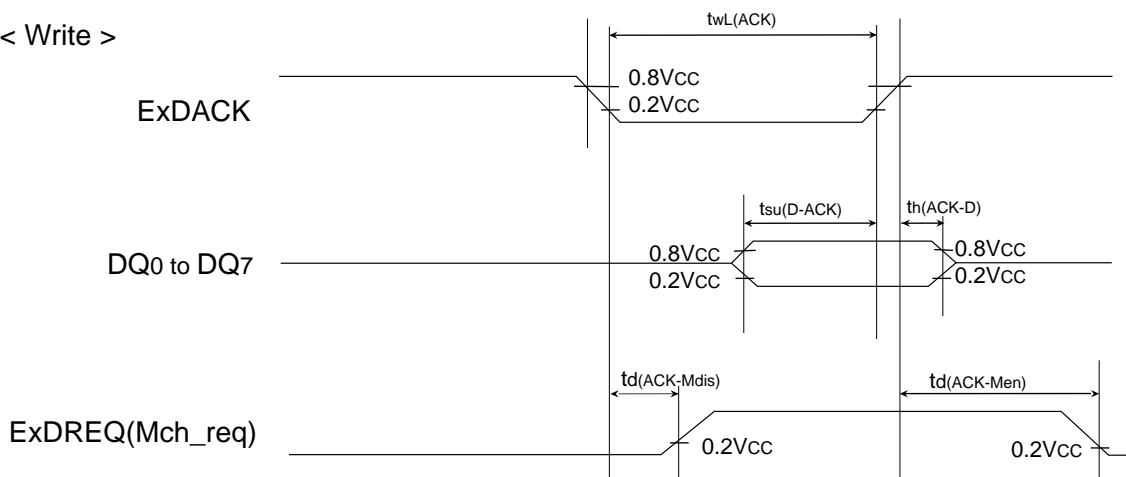 < Write >
twL(ACK)
ExDACK
0.8VCC
0.2VCC
tsu(D-ACK)
th(ACK-D)
DQ0 to DQ7
0.8VCC
0.8VCC
0.2VCC
0.2VCC
td(ACK-Mdis)
td(ACK-Men)
ExDREQ(Mch_req)
0.2VCC
0.2VCC